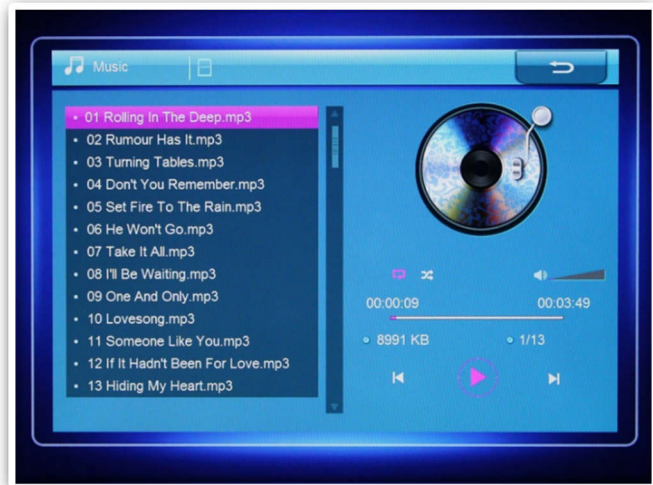 Music
01 Rolling In The Deep.mp3
02 Rumour Has It.mp3
03 Turning Tables.mp3
04 Don't You Remember.mp3
05 Set Fire To The Rain.mp3
06 He Won't Go.mp3
07 Take It All.mp3
08 I'll Be Waiting.mp3
09 One And Only.mp3
10 Lovesong.mp3
11 Someone Like You.mp3
12 If It Hadn't Been For Love.mp3
13 Hiding My Heart.mp3
00:00:09 00:03:49
8991 KB 1/13